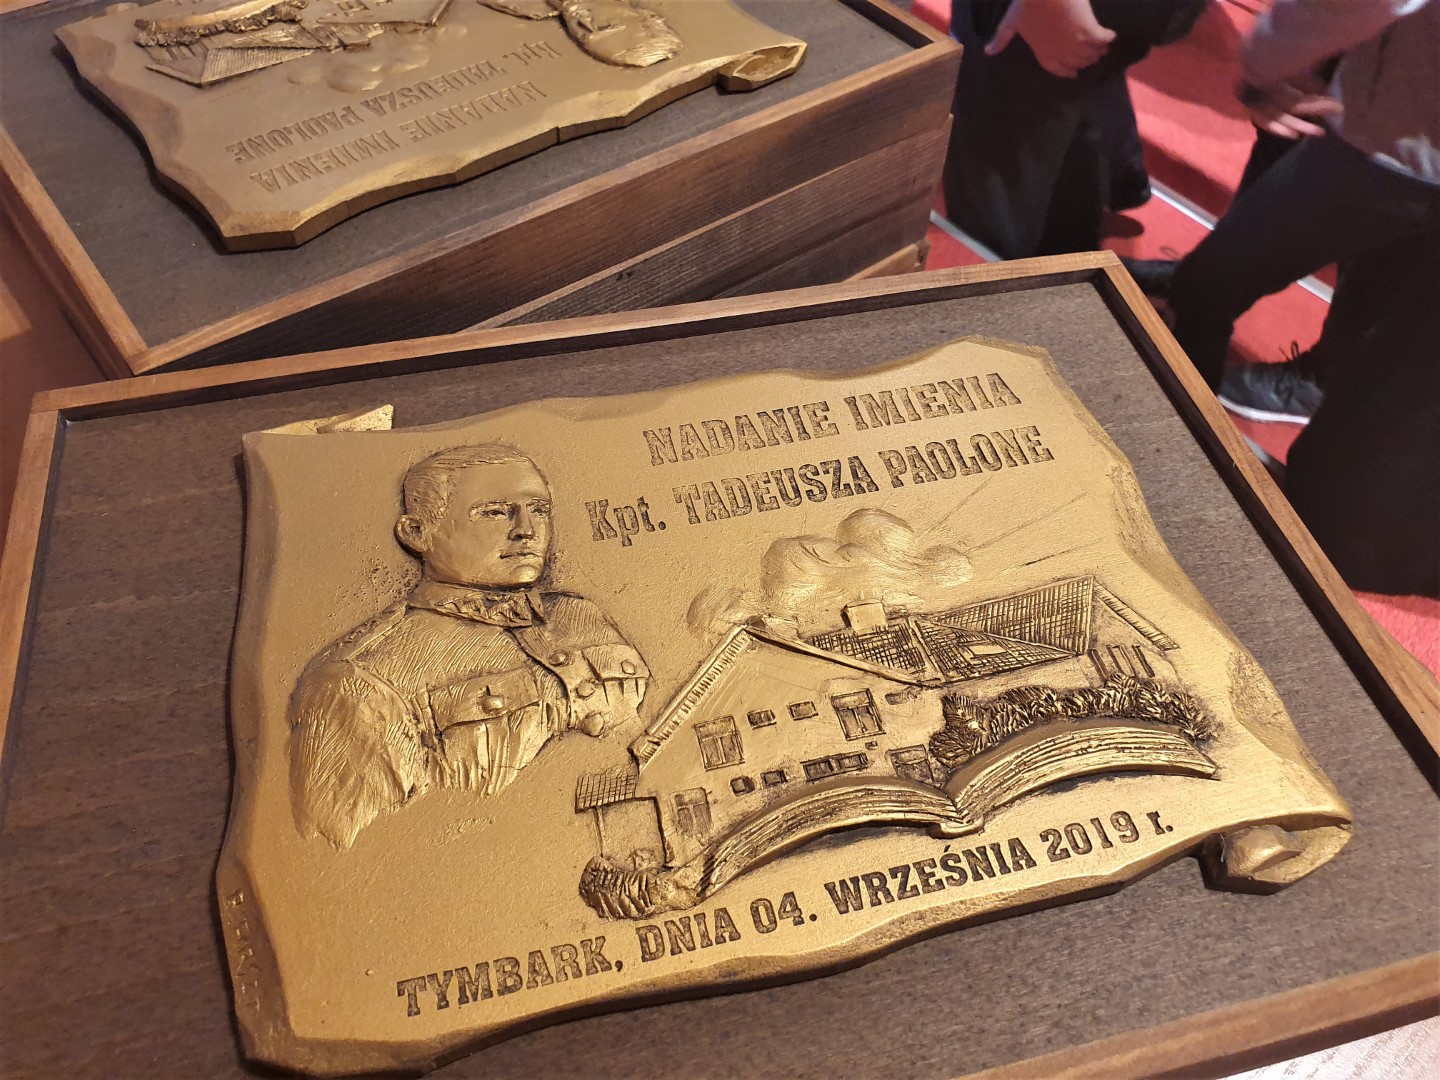 NADANIE IMIENIA
Kpt. TADEUSZA PAOLONE
NADANIE IMIENIA
Kpt. TADEUSZA PAOLONE
TYMBARK, DNIA 04. WRZEŚNIA 2019 r.